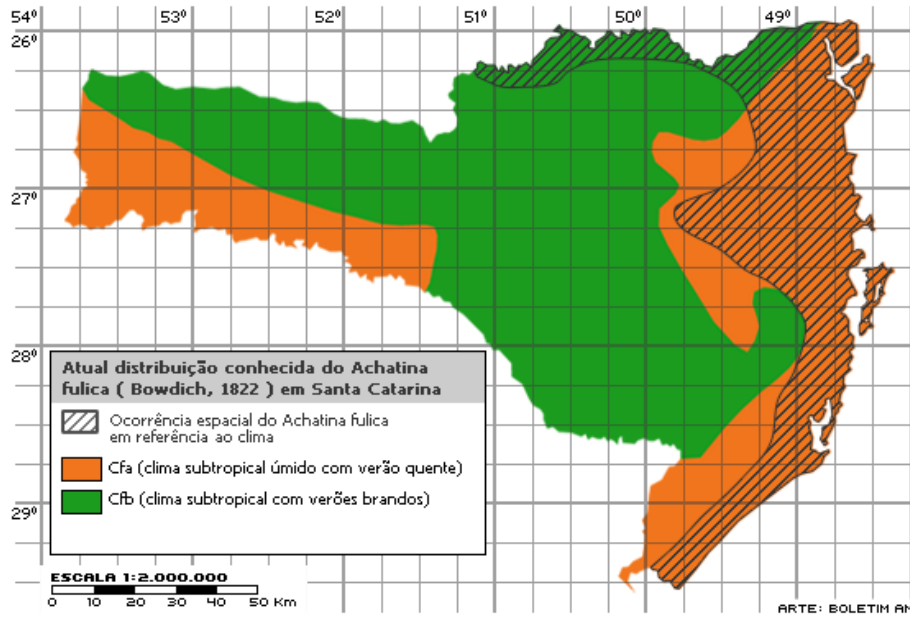 54º 53º 52º 51º 50º 49º
26º
27º
28º
Atual distribuição conhecida do Achatina
fulica ( Bowdich, 1822 ) em Santa Catarina
Ocorrência espacial do Achatina fulica
em referência ao clima
Cfa (clima subtropical úmido com verão quente)
Cfb (clima subtropical com verões brandos)
29º
ESCALA 1:2.000.000
0 10 20 30 40 50 Km
ARTE: BOLETIM AM